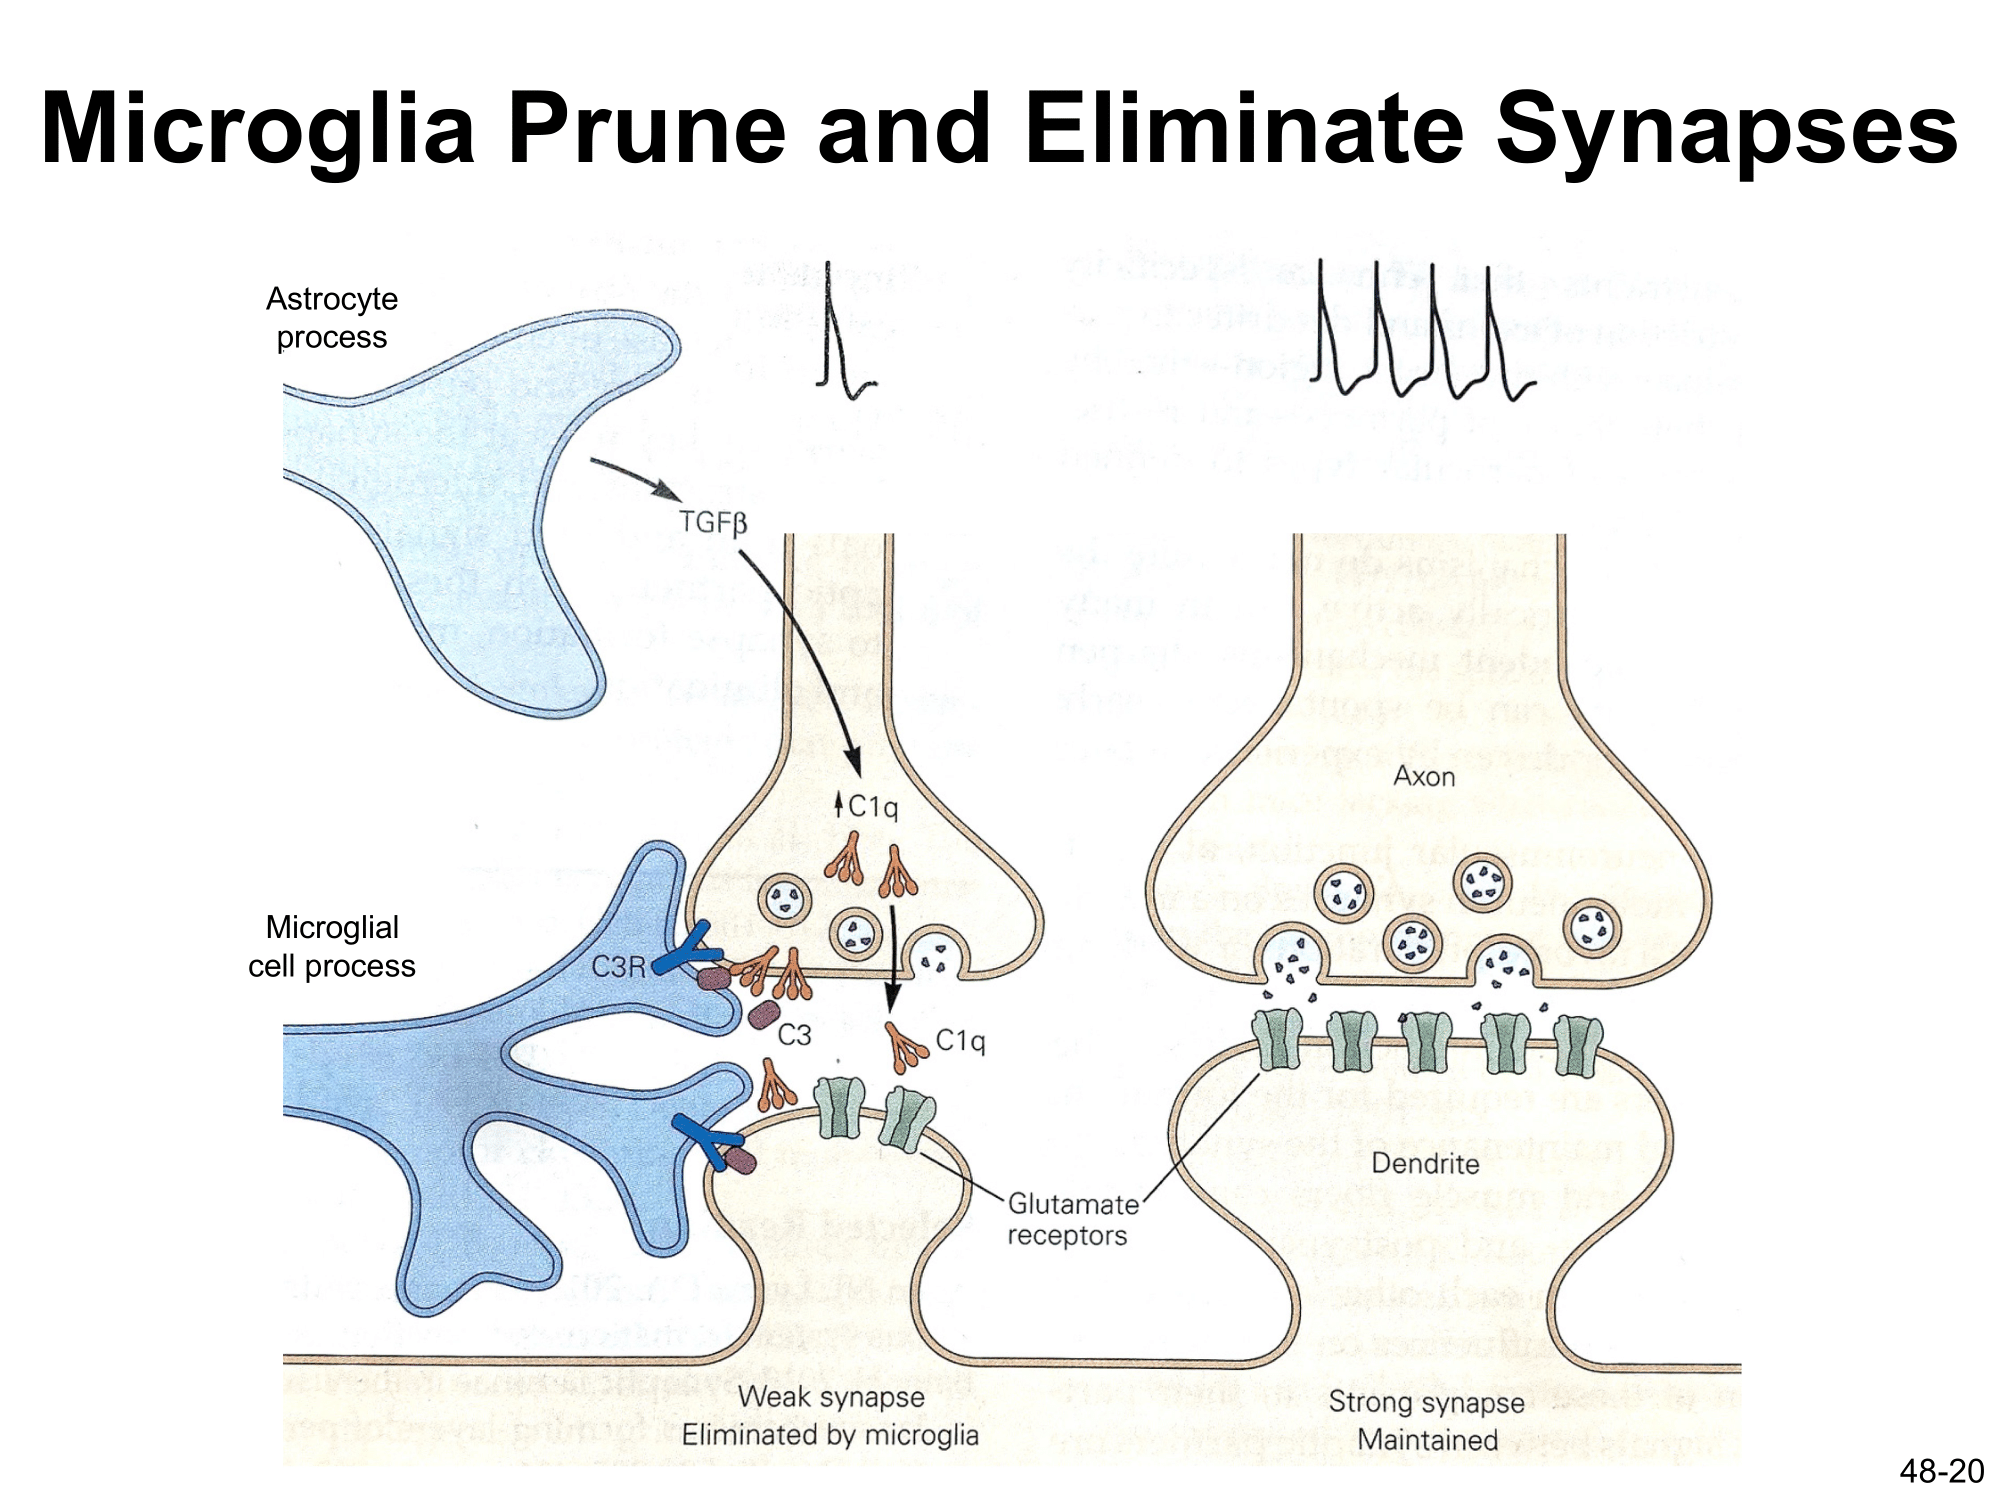 Microglia Prune and Eliminate Synapses
Astrocyte
process
TGFβ
Axon
C1q
Microglial
cell process
C3R
C3
C1q
Dendrite
Glutamate
receptors
Weak synapse
Eliminated by microglia
Strong synapse
Maintained
48-20